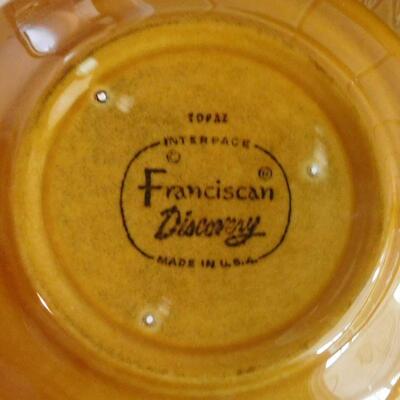 TOPAZ
INTERPACE
©
Franciscan ®
Discovery
MADE IN U.S.A.